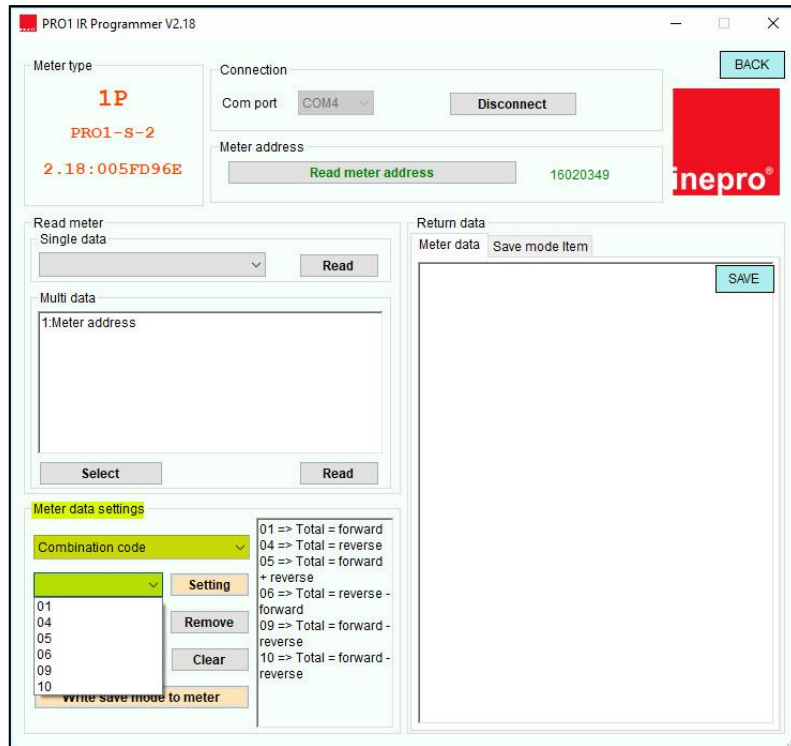 PRO1 IR Programmer V2.18
BACK
Meter type
1P
PRO1-S-2
2.18:005FD96E
Connection
Com port
COM4
Disconnect
Meter address
Read meter address
16020349
inepro®
Read meter
Single data
Read
Multi data
1:Meter address
Select
Read
Meter data settings
Combination code
Setting
01
04
05
06
09
10
Remove
Clear
Write save mode to meter
01 => Total = forward
04 => Total = reverse
05 => Total = forward
+ reverse
06 => Total = reverse -
forward
09 => Total = forward -
reverse
10 => Total = forward -
reverse
Return data
Meter data
Save mode Item
SAVE